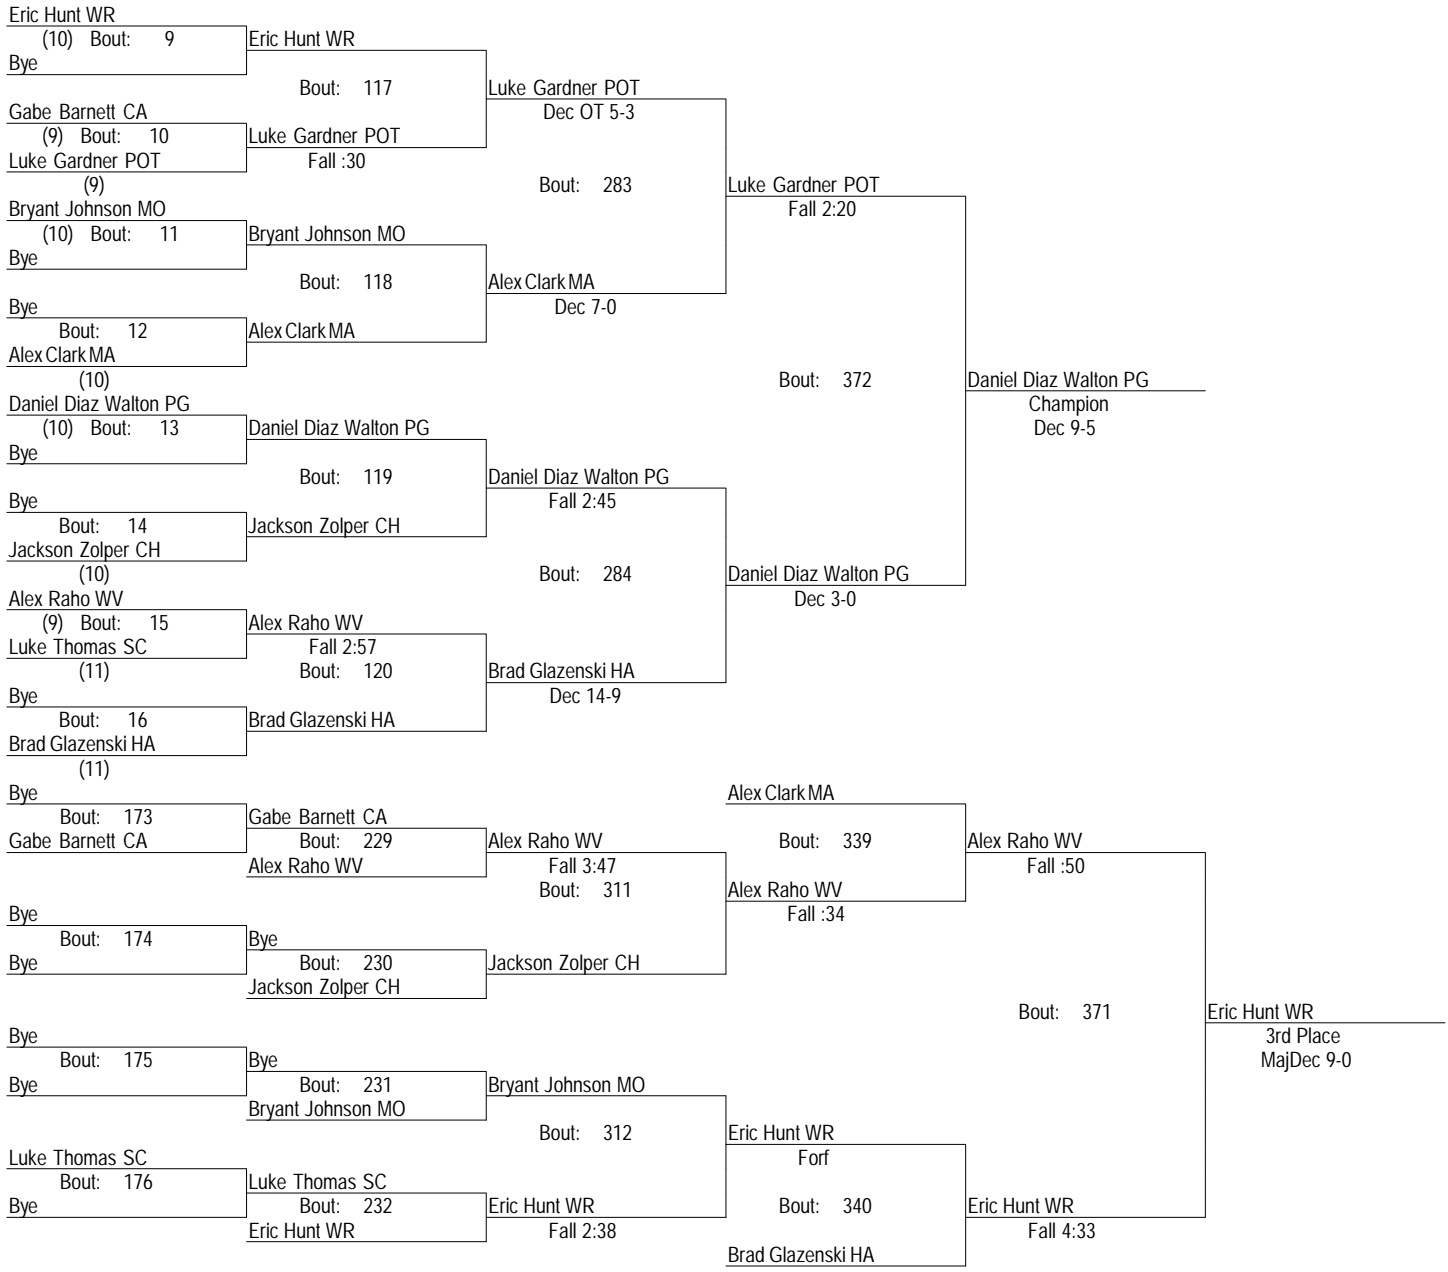 Eric Hunt WR
(10) Bout: 9 Eric Hunt WR
Bye
Bout: 117 Luke Gardner POT
Gabe Barnett CA Dec OT 5-3
(9) Bout: 10 Luke Gardner POT
Luke Gardner POT Fall :30
(9) Bout: 283 Luke Gardner POT
Bryant Johnson MO Fall 2:20
(10) Bout: 11 Bryant Johnson MO
Bye
Bout: 118 Alex Clark MA
Bye Dec 7-0
Bout: 12 Alex Clark MA
Alex Clark MA
(10) Bout: 372 Daniel Diaz Walton PG
Daniel Diaz Walton PG Champion
(10) Bout: 13 Daniel Diaz Walton PG Dec 9-5
Bye
Bout: 119 Daniel Diaz Walton PG
Bye Fall 2:45
Bout: 14 Jackson Zolper CH
Jackson Zolper CH
(10) Bout: 284 Daniel Diaz Walton PG
Alex Raho WV Dec 3-0
(9) Bout: 15 Alex Raho WV
Luke Thomas SC Fall 2:57
(11) Bout: 120 Brad Glazenski HA
Bye Dec 14-9
Bout: 16 Brad Glazenski HA
Brad Glazenski HA
(11)
Bye Alex Clark MA
Bout: 173 Gabe Barnett CA
Gabe Barnett CA Bout: 229 Alex Raho WV Bout: 339 Alex Raho WV
Alex Raho WV Fall 3:47 Fall :50
Bout: 311 Alex Raho WV
Bye Fall :34
Bout: 174 Bye
Bye Bout: 230 Jackson Zolper CH
Jackson Zolper CH
Bout: 371 Eric Hunt WR
Bye 3rd Place
Bout: 175 Bye MajDec 9-0
Bye Bout: 231 Bryant Johnson MO
Bryant Johnson MO
Bout: 312 Eric Hunt WR
Luke Thomas SC Forf
Bout: 176 Luke Thomas SC
Bye Bout: 232 Eric Hunt WR Bout: 340 Eric Hunt WR
Eric Hunt WR Fall 2:38 Fall 4:33
Brad Glazenski HA